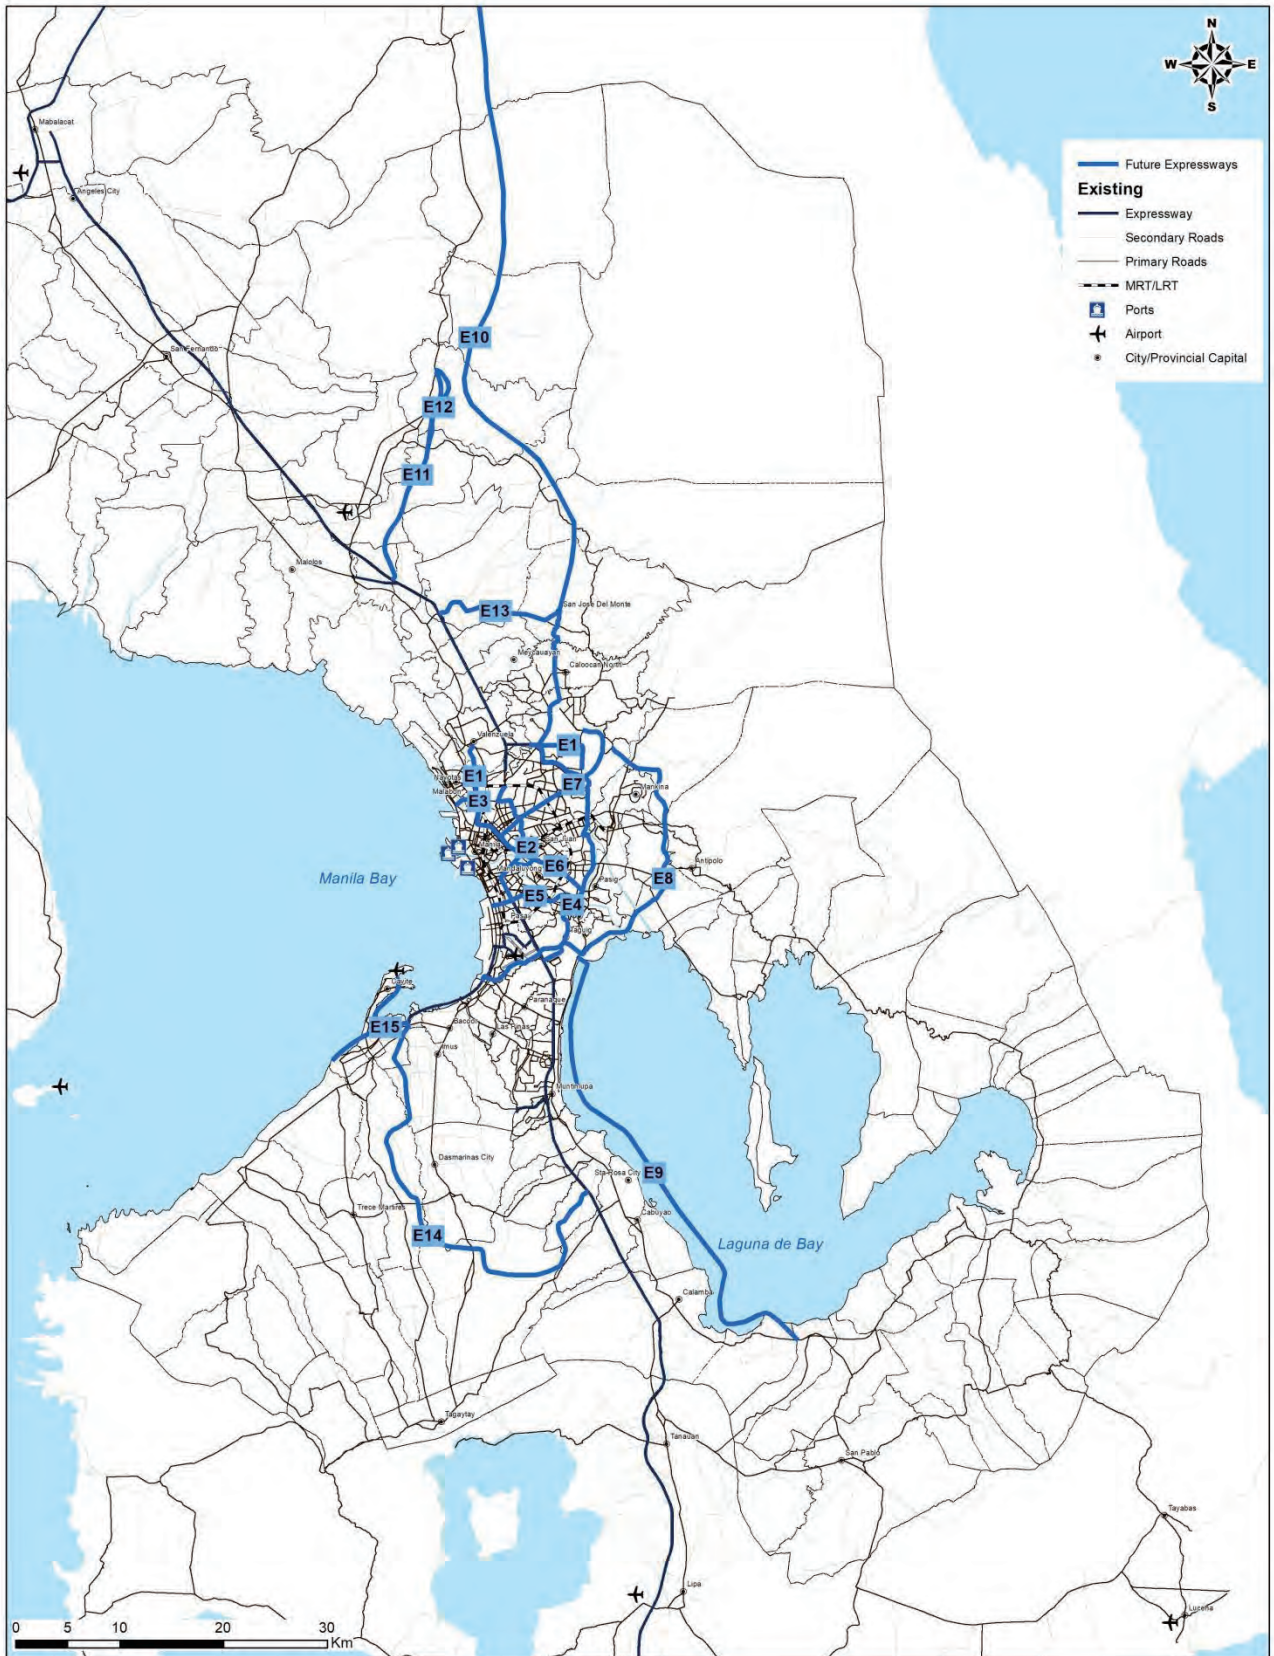 N
W E
S
Future Expressways
Existing
Expressway
Secondary Roads
Primary Roads
MRT/LRT
Ports
Airport
City/Provincial Capital
Mabalacat
Angeles City
San Fernando
E10
E12
E11
Malolos
E13
San Jose Del Monte
Meycauayan
Caloocan North
Valenzuela
E1
E1
Navotas
E7
Malabon
Marikina
E3
San Juan
Manila
E2
Mandaluyong
E6
Antipolo
Pasig
E8
Manila Bay
E5
E4
Pasay
Taguig
Cavite
Paranaque
E15
Bacoor
Las Pinas
Imus
Muntinlupa
Dasmarinas City
Sta Rosa City
E9
Trece Martires
Cabuyao
E14
Laguna de Bay
Calamba
Tagaytay
Tanauan
San Pablo
Tayabas
Lipa
Lucena
0 5 10 20 30
Km